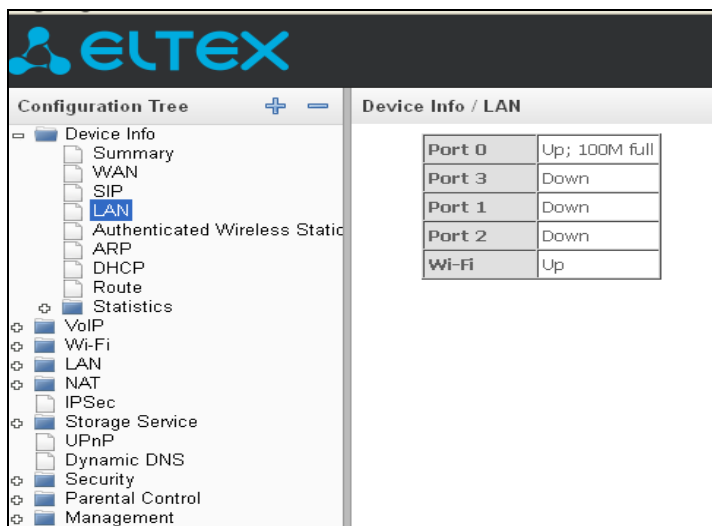 ELTEX
Configuration Tree
Device Info / LAN
Device Info
Summary
WAN
SIP
LAN
Authenticated Wireless Static
ARP
DHCP
Route
Statistics
VoIP
Wi-Fi
LAN
NAT
IPSec
Storage Service
UPnP
Dynamic DNS
Security
Parental Control
Management
Port 0 Up; 100M full
Port 3 Down
Port 1 Down
Port 2 Down
Wi-Fi Up